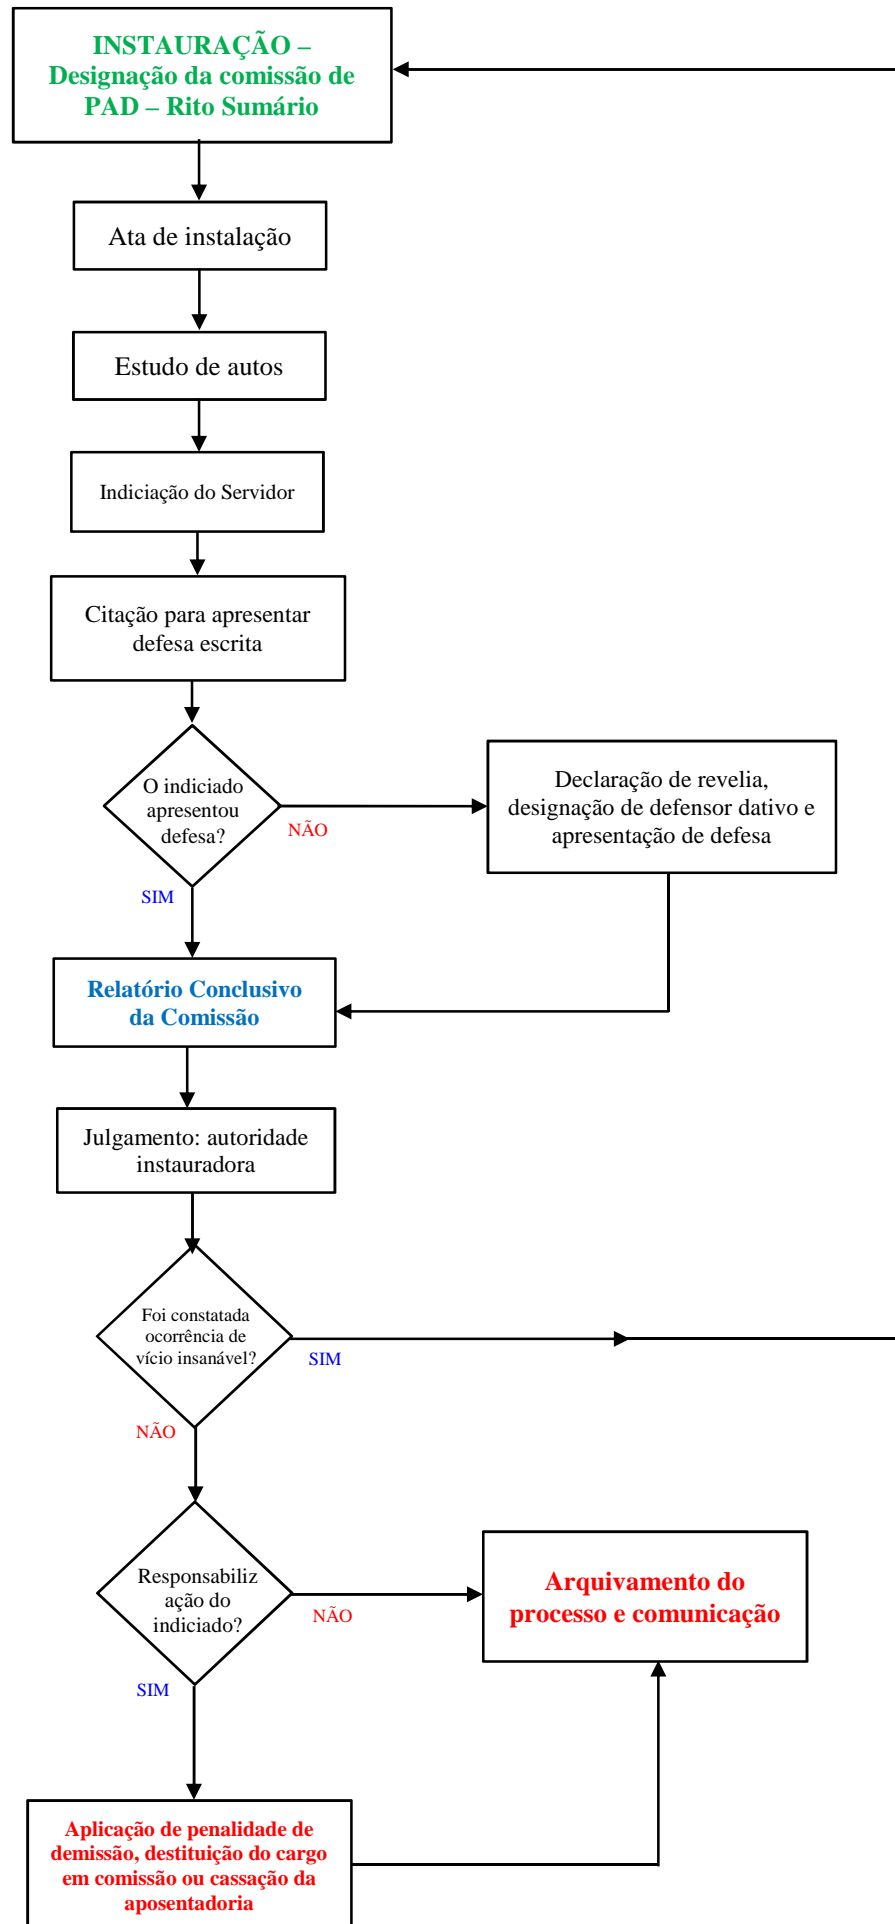 INSTAURAÇÃO –
Designação da comissão de
PAD – Rito Sumário
Ata de instalação
Estudo de autos
Indiciação do Servidor
Citação para apresentar
defesa escrita
O indiciado
apresentou
defesa?
NÃO
Declaração de revelia,
designação de defensor dativo e
apresentação de defesa
SIM
Relatório Conclusivo
da Comissão
Julgamento: autoridade
instauradora
Foi constatada
ocorrência de
vício insanável?
SIM
NÃO
Responsabiliz
ação do
indiciado?
NÃO
Arquivamento do
processo e comunicação
SIM
Aplicação de penalidade de
demissão, destituição do cargo
em comissão ou cassação da
aposentadoria